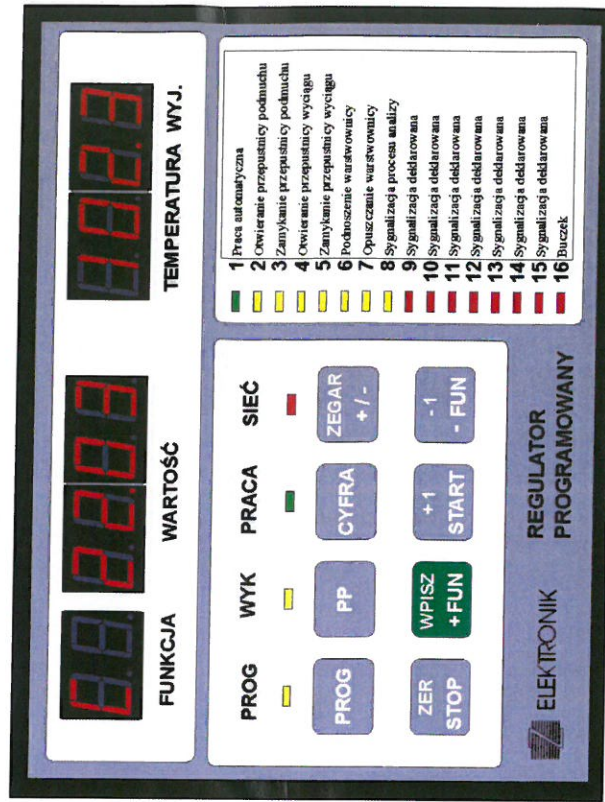 FUNKCJA
WARTOŚĆ
TEMPERATURA WYJ.
PROG WYK PRACA SIEĆ
PROG
PP
CYFRA
ZEGAR
+ / -
ZER
STOP
WPISZ
+FUN
+1
START
-1
- FUN
ELEKTRONIK
REGULATOR
PROGRAMOWANY
1 Praca automatyczna
2 Otwieranie przepustnicy podmuchu
3 Zamykanie przepustnicy podmuchu
4 Otwieranie przepustnicy wyciągu
5 Zamykanie przepustnicy wyciągu
6 Podnoszenie warstwownicy
7 Opuszczanie warstwownicy
8 Sygnalizacja procesu analizy
9 Sygnalizacja deklarowana
10 Sygnalizacja deklarowana
11 Sygnalizacja deklarowana
12 Sygnalizacja deklarowana
13 Sygnalizacja deklarowana
14 Sygnalizacja deklarowana
15 Sygnalizacja deklarowana
16 Buczek